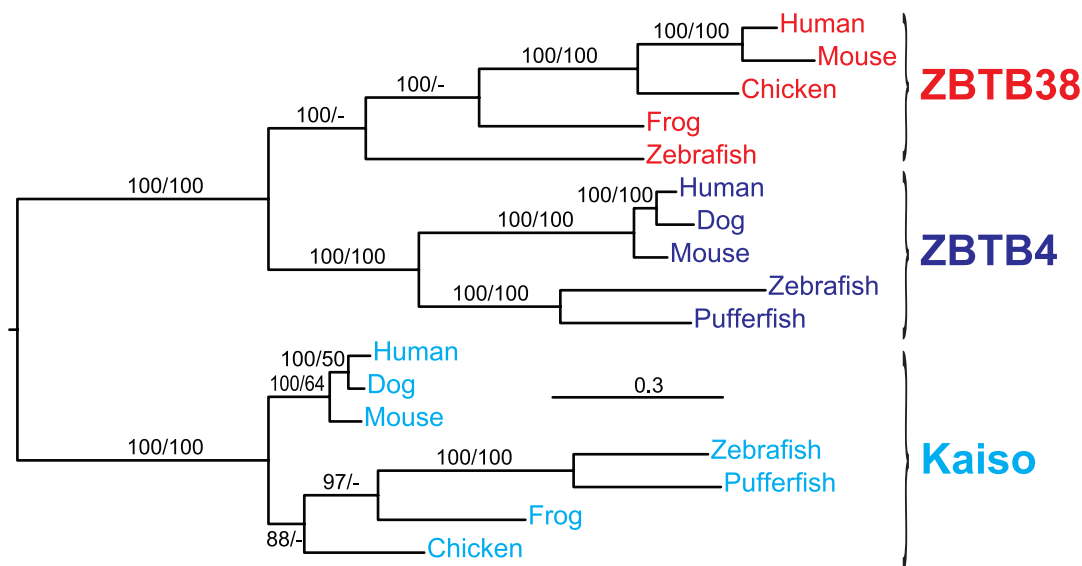 Human
100/100
Mouse
100/100
ZBTB38
100/-
Chicken
100/-
Frog
Zebrafish
100/100
Human
100/100
100/100
Dog
ZBTB4
100/100
Mouse
100/100
Zebrafish
Pufferfish
Human
100/50
100/64
Dog
0.3
Mouse
100/100
Zebrafish
100/100
Kaiso
97/-
Pufferfish
Frog
88/-
Chicken